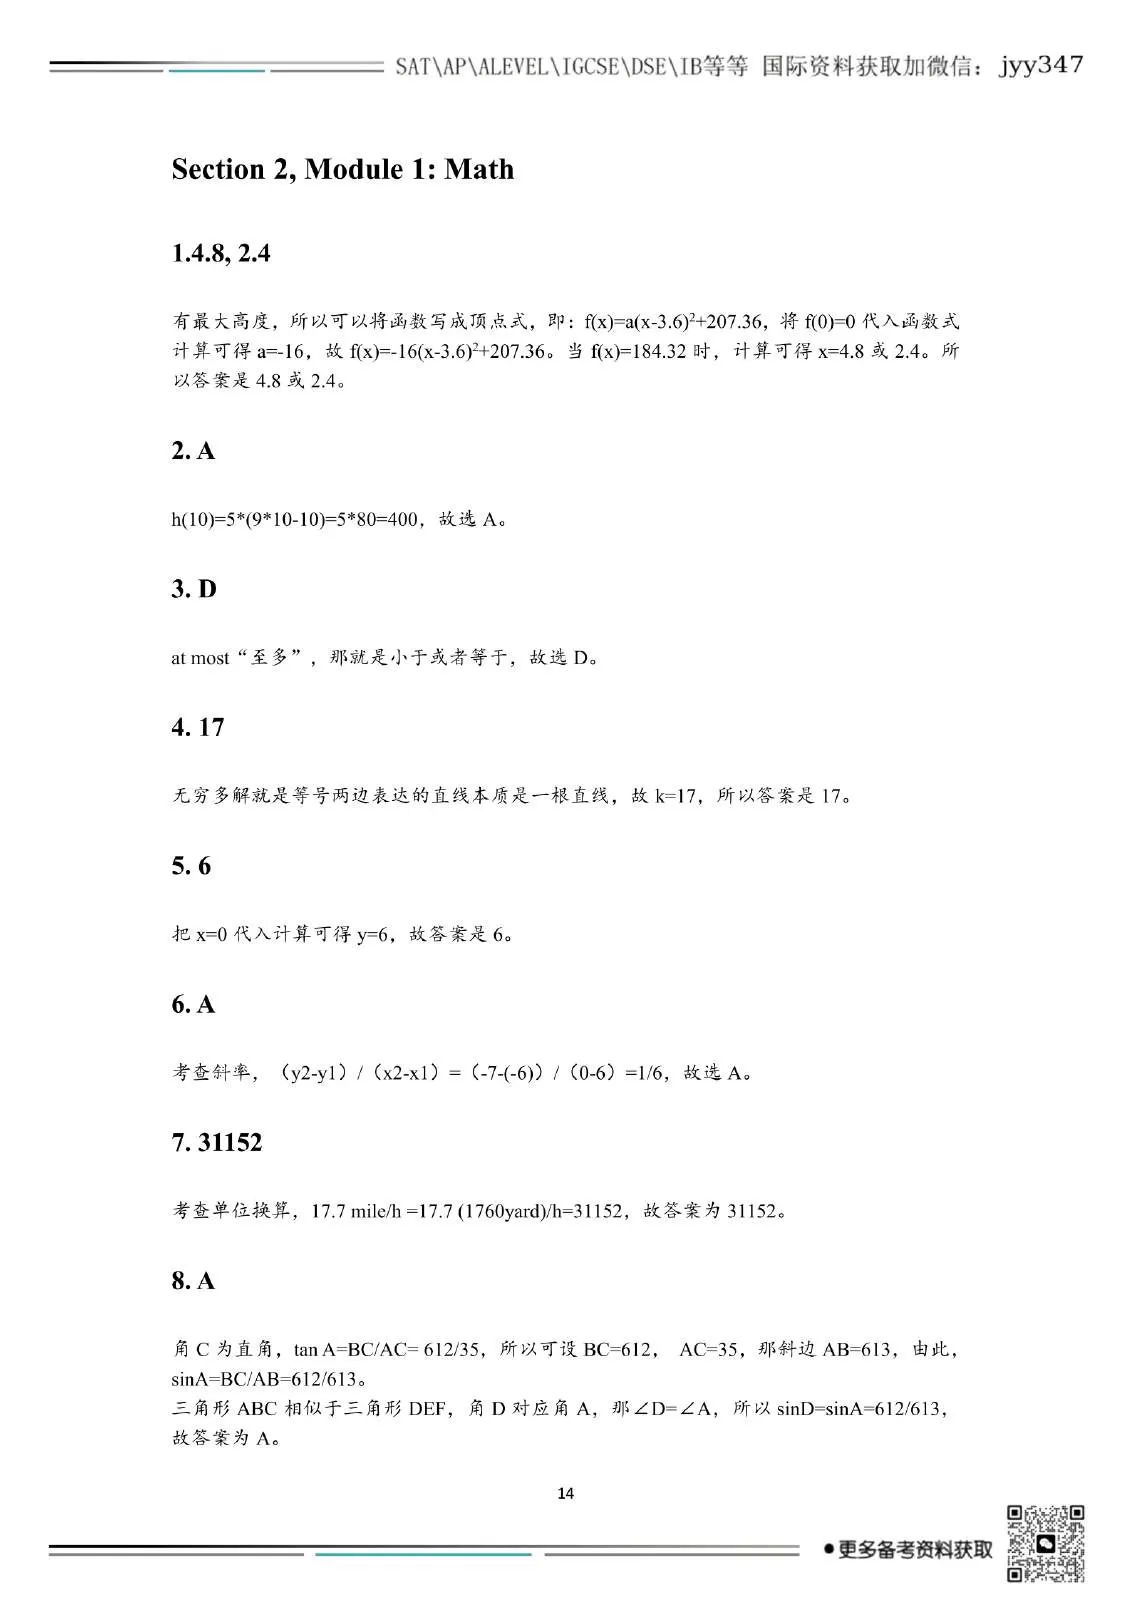 SAT\AP\ALEVEL\IGCSE\DSE\IB等等 国际资料获取加微信: jyy347
Section 2, Module 1: Math
1.4.8, 2.4
有最大高度，所以可以将函数写成顶点式，即：f(x)=a(x-3.6)²+207.36，将 f(0)=0 代入函数式
计算可得 a=-16，故 f(x)=-16(x-3.6)²+207.36。当 f(x)=184.32 时，计算可得 x=4.8 或 2.4。所
以答案是 4.8 或 2.4。
2. A
h(10)=5*(9*10-10)=5*80=400，故选 A。
3. D
at most“至多”，那就是小于或者等于，故选 D。
4. 17
无穷多解就是等号两边表达的直线本质是一根直线，故 k=17，所以答案是 17。
5. 6
把 x=0 代入计算可得 y=6，故答案是 6。
6. A
考查斜率，（y2-y1）/（x2-x1）=（-7-(-6)）/（0-6）=1/6，故选 A。
7. 31152
考查单位换算，17.7 mile/h =17.7 (1760yard)/h=31152，故答案为 31152。
8. A
角 C 为直角，tan A=BC/AC= 612/35，所以可设 BC=612， AC=35，那斜边 AB=613，由此，
sinA=BC/AB=612/613。
三角形 ABC 相似于三角形 DEF，角 D 对应角 A，那∠D=∠A，所以 sinD=sinA=612/613，
故答案为 A。
14
●更多备考资料获取